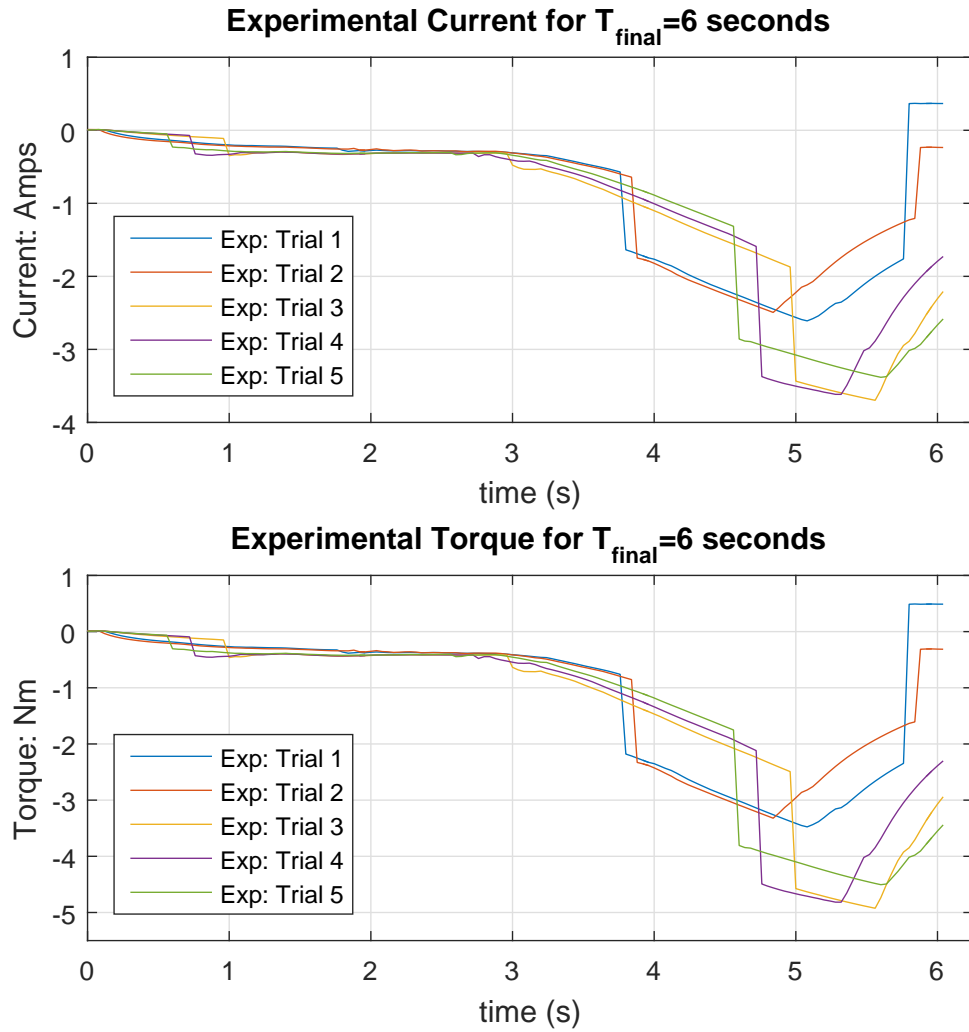 Experimental Current for T_final=6 seconds
1
0
-1
-2
-3
-4
Current: Amps
Exp: Trial 1
Exp: Trial 2
Exp: Trial 3
Exp: Trial 4
Exp: Trial 5
0 1 2 3 4 5 6
time (s)
Experimental Torque for T_final=6 seconds
1
0
-1
-2
-3
-4
-5
Torque: Nm
Exp: Trial 1
Exp: Trial 2
Exp: Trial 3
Exp: Trial 4
Exp: Trial 5
0 1 2 3 4 5 6
time (s)